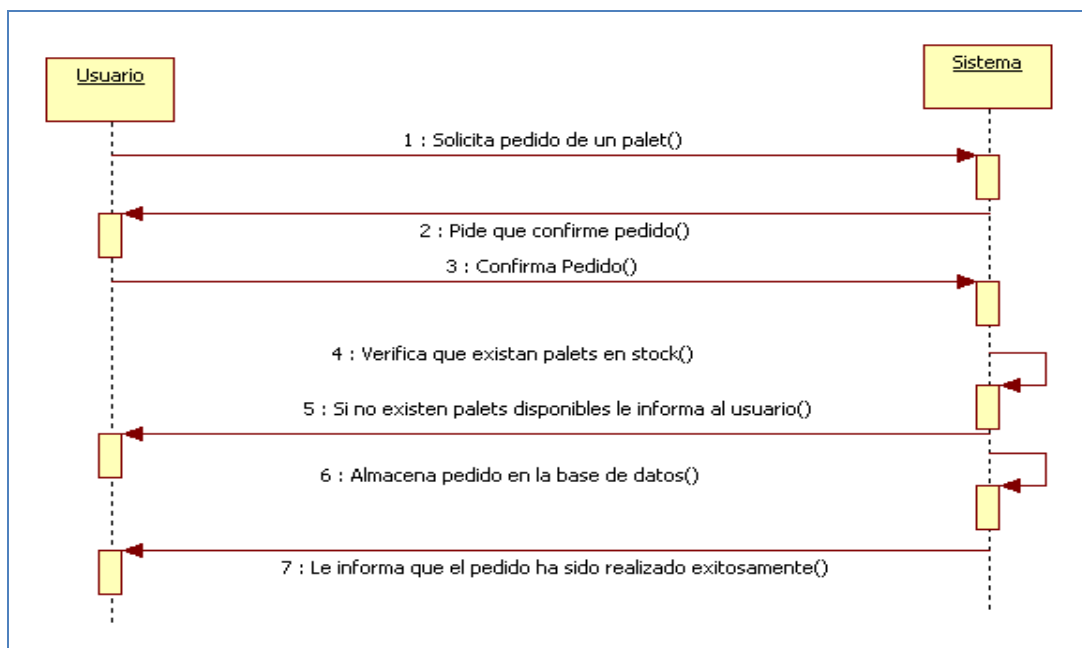 Usuario
Sistema
1 : Solicita pedido de un palet()
2 : Pide que confirme pedido()
3 : Confirma Pedido()
4 : Verifica que existan palets en stock()
5 : Si no existen palets disponibles le informa al usuario()
6 : Almacena pedido en la base de datos()
7 : Le informa que el pedido ha sido realizado exitosamente()